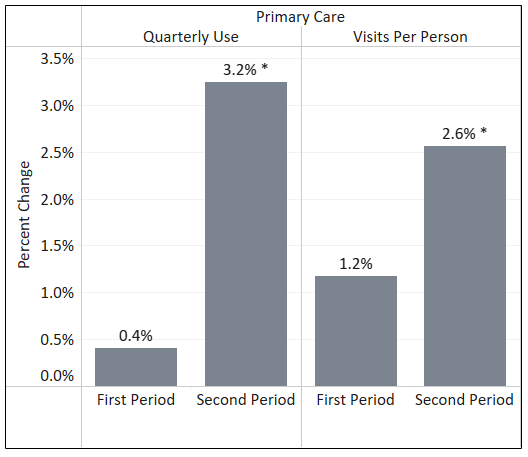 Primary Care
Quarterly Use
Visits Per Person
Percent Change
3.5%
3.0%
2.5%
2.0%
1.5%
1.0%
0.5%
0.0%
0.4%
3.2% *
1.2%
2.6% *
First Period
Second Period
First Period
Second Period